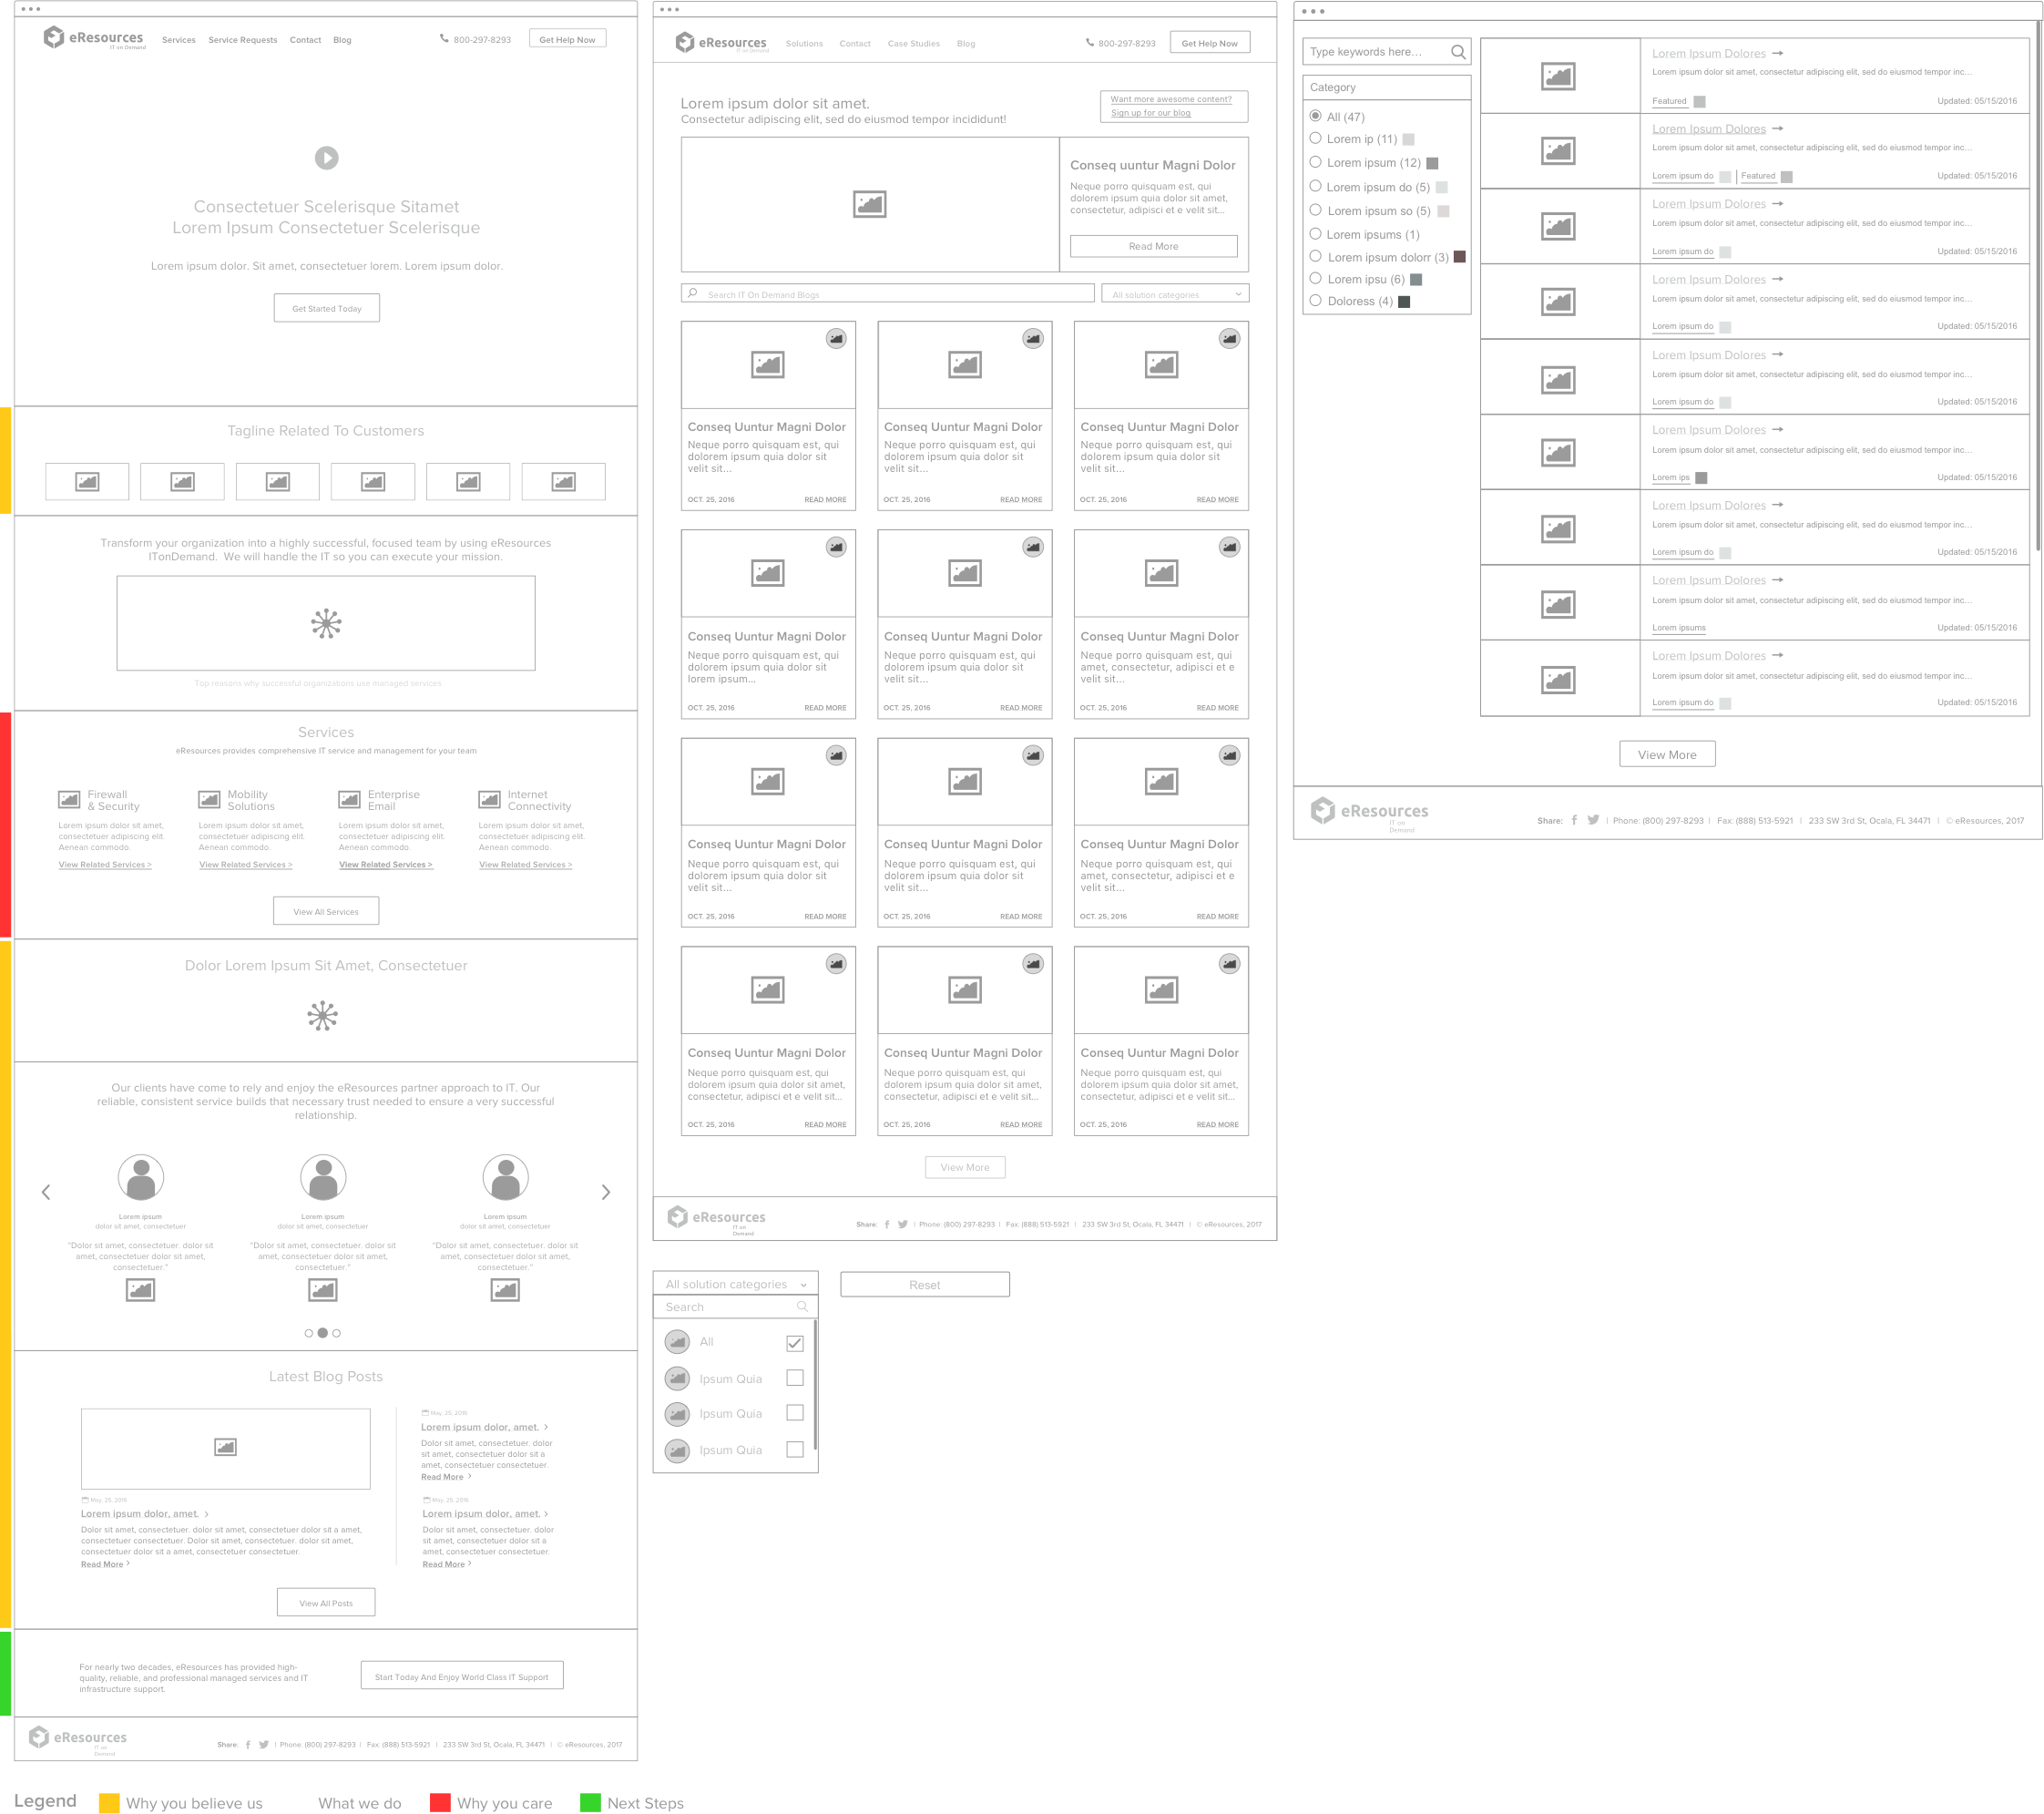 eResources
IT on Demand
Services
Service Requests
Contact
Blog
800-297-8293
Get Help Now
Consectetuer Scelerisque Sitamet
Lorem Ipsum Consectetuer Scelerisque
Lorem ipsum dolor. Sit amet, consectetuer lorem. Lorem ipsum dolor.
Get Started Today
Tagline Related To Customers
Transform your organization into a highly successful, focused team by using eResources
ITonDemand.  We will handle the IT so you can execute your mission.
Top reasons why successful organizations use managed services
Services
eResources provides comprehensive IT service and management for your team
Firewall
& Security
Lorem ipsum dolor sit amet,
consectetuer adipiscing elit.
Aenean commodo.
View Related Services >
Mobility
Solutions
Lorem ipsum dolor sit amet,
consectetuer adipiscing elit.
Aenean commodo.
View Related Services >
Enterprise
Email
Lorem ipsum dolor sit amet,
consectetuer adipiscing elit.
Aenean commodo.
View Related Services >
Internet
Connectivity
Lorem ipsum dolor sit amet,
consectetuer adipiscing elit.
Aenean commodo.
View Related Services >
View All Services
Dolor Lorem Ipsum Sit Amet, Consectetuer
Our clients have come to rely and enjoy the eResources partner approach to IT. Our
reliable, consistent service builds that necessary trust needed to ensure a very successful
relationship.
Lorem ipsum
dolor sit amet, consectetuer
"Dolor sit amet, consectetuer. dolor sit
amet, consectetuer dolor sit amet,
consectetuer."
Lorem ipsum
dolor sit amet, consectetuer
"Dolor sit amet, consectetuer. dolor sit
amet, consectetuer dolor sit amet,
consectetuer."
Lorem ipsum
dolor sit amet, consectetuer
"Dolor sit amet, consectetuer. dolor sit
amet, consectetuer dolor sit amet,
consectetuer."
Latest Blog Posts
May, 25, 2016
Lorem ipsum dolor, amet. >
Dolor sit amet, consectetuer. dolor sit amet, consectetuer dolor sit a amet,
consectetuer consectetuer. Dolor sit amet, consectetuer. dolor sit amet,
consectetuer dolor sit a amet, consectetuer consectetuer.
Read More >
May, 25, 2016
Lorem ipsum dolor, amet. >
Dolor sit amet, consectetuer. dolor
sit amet, consectetuer dolor sit a
amet, consectetuer consectetuer.
Read More >
May, 25, 2016
Lorem ipsum dolor, amet. >
Dolor sit amet, consectetuer. dolor
sit amet, consectetuer dolor sit a
amet, consectetuer consectetuer.
Read More >
View All Posts
For nearly two decades, eResources has provided high-
quality, reliable, and professional managed services and IT
infrastructure support.
Start Today And Enjoy World Class IT Support
eResources
IT on
Demand
Share: | Phone: (800) 297-8293 | Fax: (888) 513-5921 | 233 SW 3rd St, Ocala, FL 34471 | © eResources, 2017
Legend
Why you believe us
What we do
Why you care
Next Steps
eResources
IT on Demand
Solutions
Contact
Case Studies
Blog
800-297-8293
Get Help Now
Lorem ipsum dolor sit amet.
Consectetur adipiscing elit, sed do eiusmod tempor incididunt!
Want more awesome content?
Sign up for our blog
Conseq uuntur Magni Dolor
Neque porro quisquam est, qui
dolorem ipsum quia dolor sit amet,
consectetur, adipisci et e velit sit...
Read More
Search IT On Demand Blogs
All solution categories
Conseq Uuntur Magni Dolor
Neque porro quisquam est, qui
dolorem ipsum quia dolor sit
velit sit...
OCT. 25, 2016 READ MORE
Conseq Uuntur Magni Dolor
Neque porro quisquam est, qui
dolorem ipsum quia dolor sit
velit sit...
OCT. 25, 2016 READ MORE
Conseq Uuntur Magni Dolor
Neque porro quisquam est, qui
dolorem ipsum quia dolor sit
velit sit...
OCT. 25, 2016 READ MORE
Conseq Uuntur Magni Dolor
Neque porro quisquam est, qui
dolorem ipsum quia dolor sit
lorem ipsum...
OCT. 25, 2016 READ MORE
Conseq Uuntur Magni Dolor
Neque porro quisquam est, qui
dolorem ipsum quia dolor sit
velit sit...
OCT. 25, 2016 READ MORE
Conseq Uuntur Magni Dolor
Neque porro quisquam est, qui
amet, consectetur, adipisci et e
velit sit...
OCT. 25, 2016 READ MORE
Conseq Uuntur Magni Dolor
Neque porro quisquam est, qui
dolorem ipsum quia dolor sit
velit sit...
OCT. 25, 2016 READ MORE
Conseq Uuntur Magni Dolor
Neque porro quisquam est, qui
dolorem ipsum quia dolor sit
velit sit...
OCT. 25, 2016 READ MORE
Conseq Uuntur Magni Dolor
Neque porro quisquam est, qui
amet, consectetur, adipisci et e
velit sit...
OCT. 25, 2016 READ MORE
Conseq Uuntur Magni Dolor
Neque porro quisquam est, qui
dolorem ipsum quia dolor sit amet,
consectetur, adipisci et e velit sit...
OCT. 25, 2016 READ MORE
Conseq Uuntur Magni Dolor
Neque porro quisquam est, qui
dolorem ipsum quia dolor sit amet,
consectetur, adipisci et e velit sit...
OCT. 25, 2016 READ MORE
Conseq Uuntur Magni Dolor
Neque porro quisquam est, qui
dolorem ipsum quia dolor sit amet,
consectetur, adipisci et e velit sit...
OCT. 25, 2016 READ MORE
View More
eResources
IT on
Demand
Share: | Phone: (800) 297-8293 | Fax: (888) 513-5921 | 233 SW 3rd St, Ocala, FL 34471 | © eResources, 2017
All solution categories
Search
All
Ipsum Quia
Ipsum Quia
Ipsum Quia
Reset
Type keywords here...
Category
All (47)
Lorem ip (11)
Lorem ipsum (12)
Lorem ipsum do (5)
Lorem ipsum so (5)
Lorem ipsums (1)
Lorem ipsum dolorr (3)
Lorem ipsu (6)
Doloress (4)
Lorem Ipsum Dolores →
Lorem ipsum dolor sit amet, consectetur adipiscing elit, sed do eiusmod tempor inc...
Featured Updated: 05/15/2016
Lorem Ipsum Dolores →
Lorem ipsum dolor sit amet, consectetur adipiscing elit, sed do eiusmod tempor inc...
Lorem ipsum do | Featured Updated: 05/15/2016
Lorem Ipsum Dolores →
Lorem ipsum dolor sit amet, consectetur adipiscing elit, sed do eiusmod tempor inc...
Lorem ipsum do Updated: 05/15/2016
Lorem Ipsum Dolores →
Lorem ipsum dolor sit amet, consectetur adipiscing elit, sed do eiusmod tempor inc...
Lorem ipsum do Updated: 05/15/2016
Lorem Ipsum Dolores →
Lorem ipsum dolor sit amet, consectetur adipiscing elit, sed do eiusmod tempor inc...
Lorem ipsum do Updated: 05/15/2016
Lorem Ipsum Dolores →
Lorem ipsum dolor sit amet, consectetur adipiscing elit, sed do eiusmod tempor inc...
Lorem ips Updated: 05/15/2016
Lorem Ipsum Dolores →
Lorem ipsum dolor sit amet, consectetur adipiscing elit, sed do eiusmod tempor inc...
Lorem ipsum do Updated: 05/15/2016
Lorem Ipsum Dolores →
Lorem ipsum dolor sit amet, consectetur adipiscing elit, sed do eiusmod tempor inc...
Lorem ipsums Updated: 05/15/2016
Lorem Ipsum Dolores →
Lorem ipsum dolor sit amet, consectetur adipiscing elit, sed do eiusmod tempor inc...
Lorem ipsum do Updated: 05/15/2016
View More
eResources
IT on
Demand
Share: | Phone: (800) 297-8293 | Fax: (888) 513-5921 | 233 SW 3rd St, Ocala, FL 34471 | © eResources, 2017